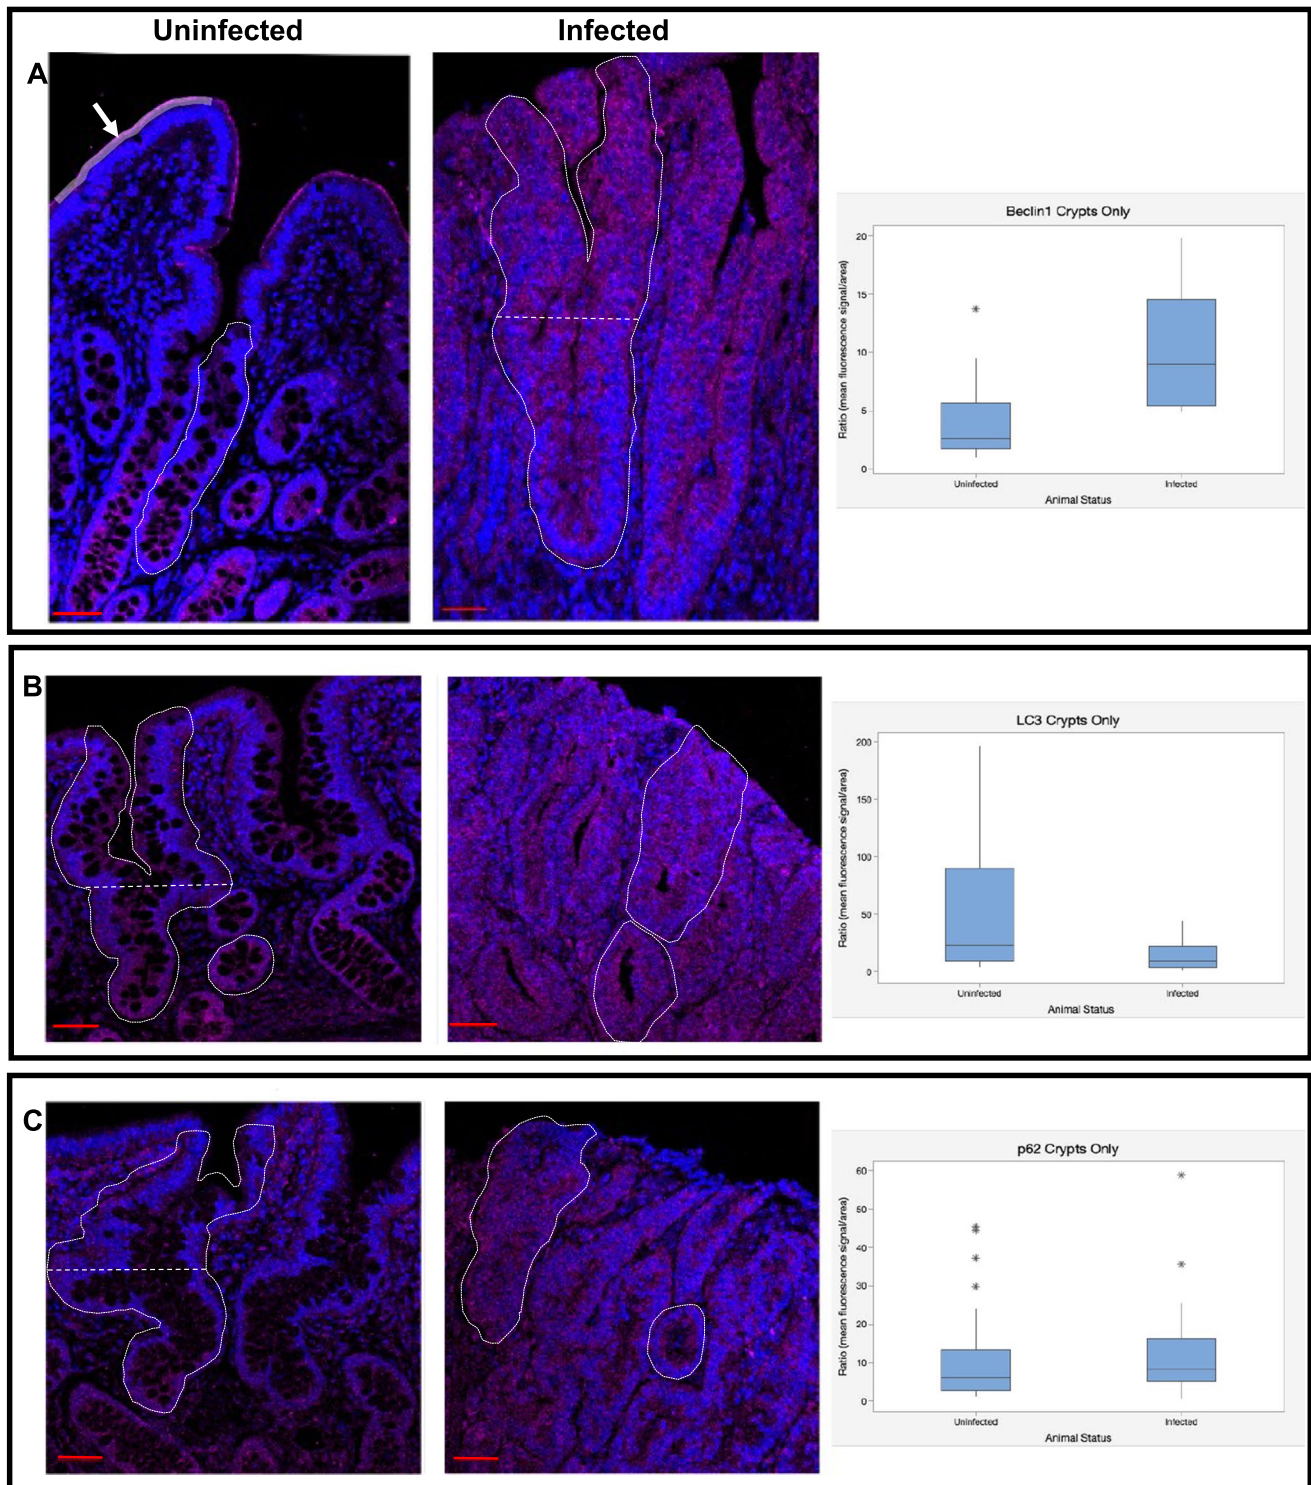 Uninfected
Infected
A
Beclin1 Crypts Only
Ratio (mean fluorescence signal/area)
20
15
10
5
0
Uninfected
Infected
Animal Status
B
LC3 Crypts Only
Ratio (mean fluorescence signal/area)
200
150
100
50
0
Uninfected
Infected
Animal Status
C
p62 Crypts Only
Ratio (mean fluorescence signal/area)
60
50
40
30
20
10
0
Uninfected
Infected
Animal Status